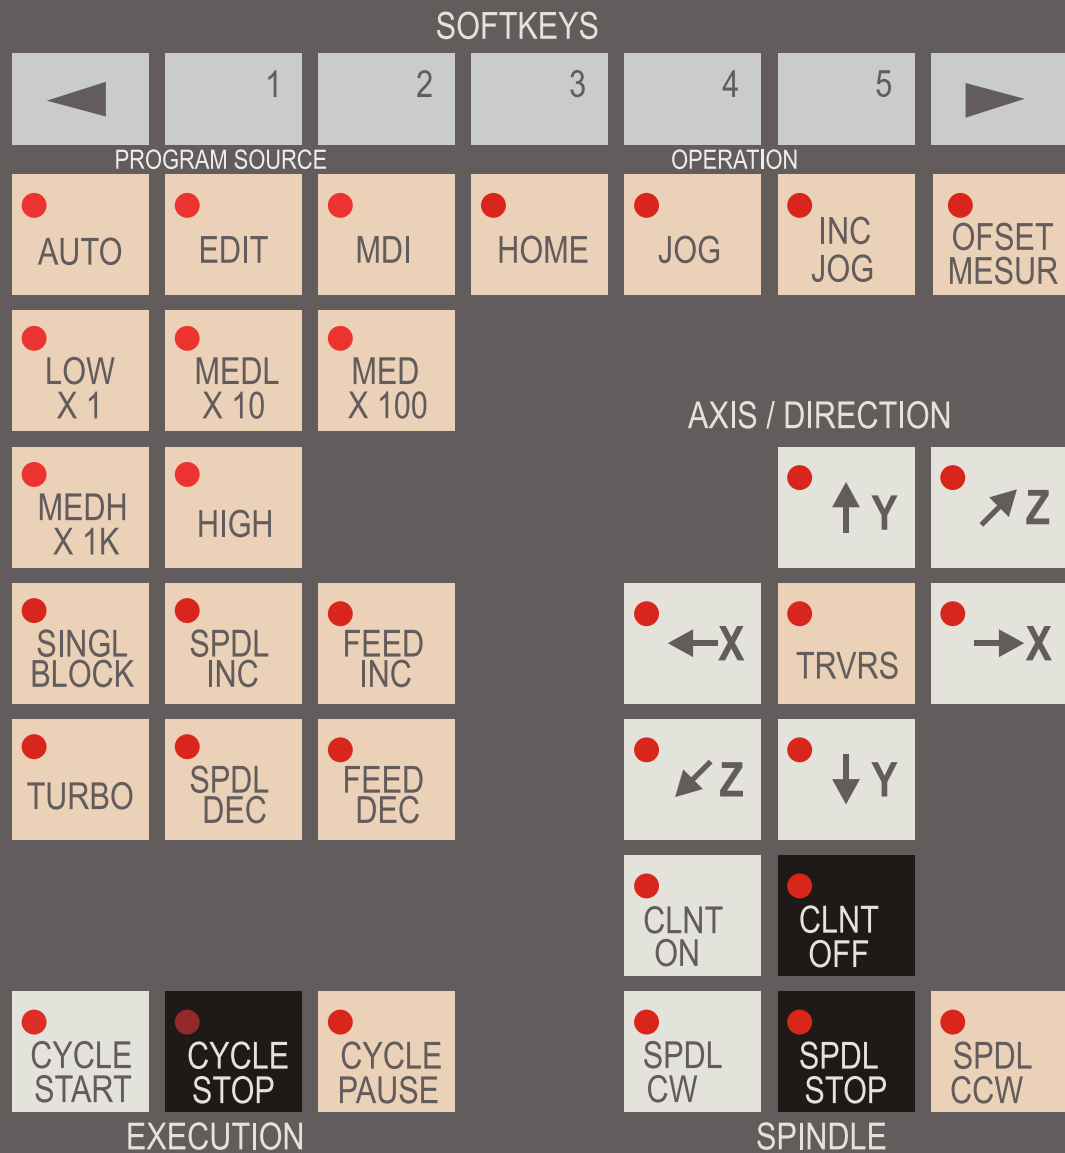 SOFTKEYS
1
2
3
4
5
PROGRAM SOURCE
OPERATION
AUTO
EDIT
MDI
HOME
JOG
INC
JOG
OFSET
MESUR
LOW
X 1
MEDL
X 10
MED
X 100
AXIS / DIRECTION
MEDH
X 1K
HIGH
Y
Z
SINGL
BLOCK
SPDL
INC
FEED
INC
X
TRVRS
X
TURBO
SPDL
DEC
FEED
DEC
Z
Y
CLNT
ON
CLNT
OFF
CYCLE
START
CYCLE
STOP
CYCLE
PAUSE
SPDL
CW
SPDL
STOP
SPDL
CCW
EXECUTION
SPINDLE